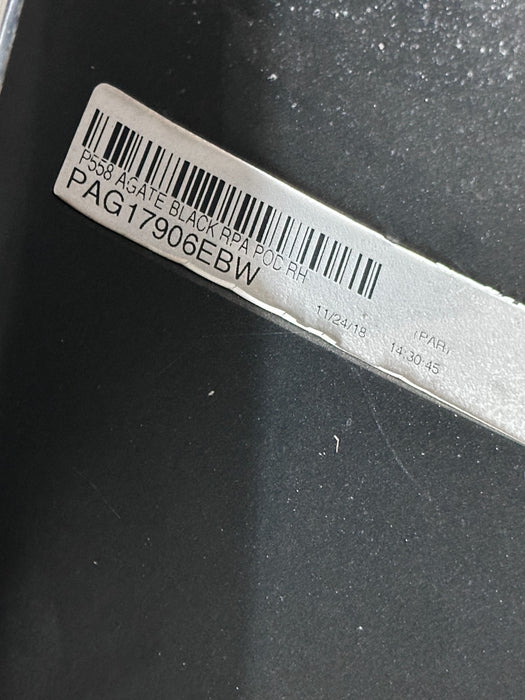 P558 AGATE BLACK RPA POC RH
PAG17906EBW
11/24/18 14:30:45
(PAR)